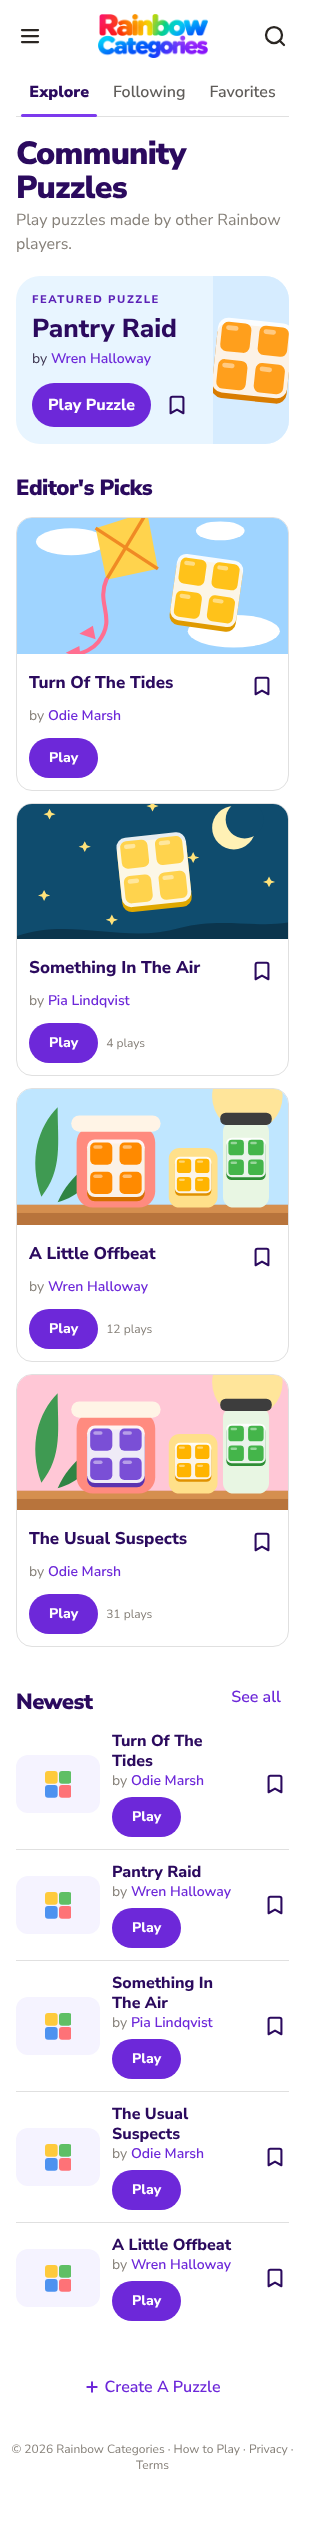 Rainbow
Categories
Explore Following Favorites
Community
Puzzles
Play puzzles made by other Rainbow
players.
FEATURED PUZZLE
Pantry Raid
by Wren Halloway
Play Puzzle
Editor's Picks
Turn Of The Tides
by Odie Marsh
Play
Something In The Air
by Pia Lindqvist
Play 4 plays
A Little Offbeat
by Wren Halloway
Play 12 plays
The Usual Suspects
by Odie Marsh
Play 31 plays
Newest See all
Turn Of The
Tides
by Odie Marsh
Play
Pantry Raid
by Wren Halloway
Play
Something In
The Air
by Pia Lindqvist
Play
The Usual
Suspects
by Odie Marsh
Play
A Little Offbeat
by Wren Halloway
Play
+ Create A Puzzle
© 2026 Rainbow Categories · How to Play · Privacy ·
Terms